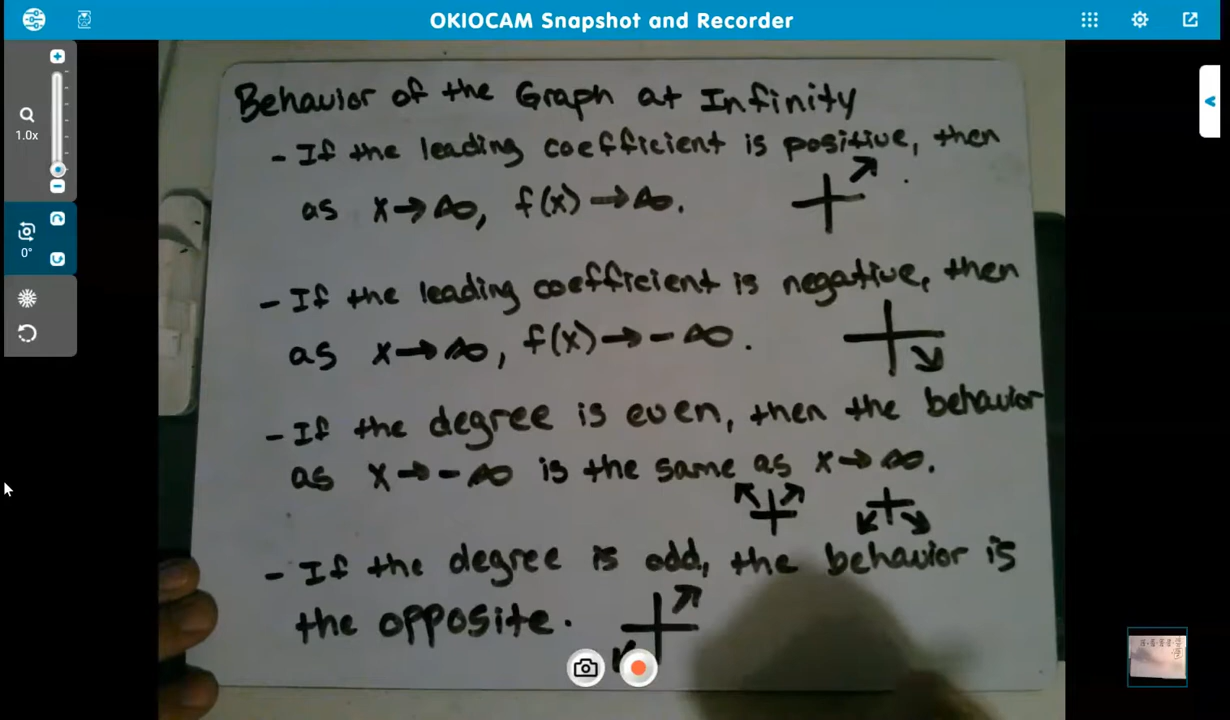 OKIOCAM Snapshot and Recorder
1.0x
0°
Behavior of the Graph at Infinity
- If the leading coefficient is positive, then
as x→∞, f(x)→∞.
- If the leading coefficient is negative, then
as x→∞, f(x)→-∞.
- If the degree is even, then the behavior
as x→-∞ is the same as x→∞.
- If the degree is odd, the behavior is
the opposite.